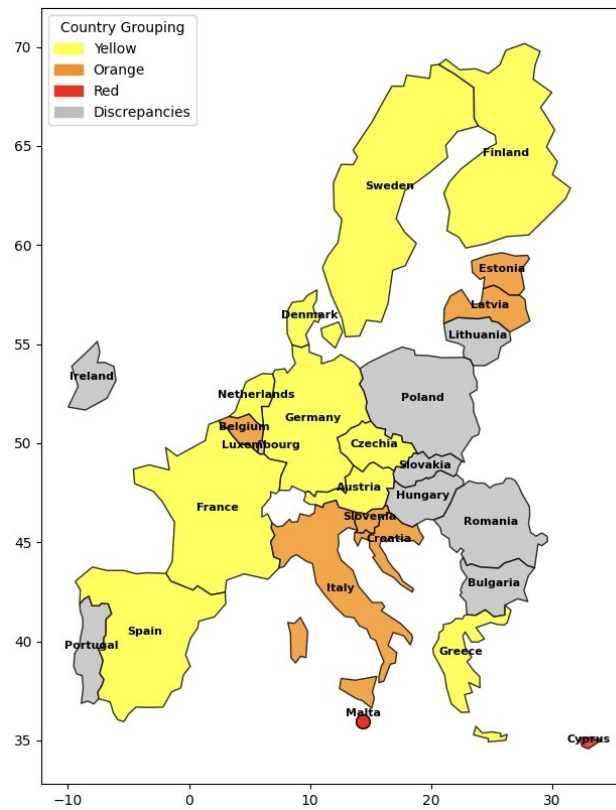 Country Grouping
Yellow
Orange
Red
Discrepancies
70
65
60
55
50
45
40
35
Finland
Sweden
Estonia
Latvia
Lithuania
Denmark
Ireland
Netherlands
Poland
Germany
Belgium
Luxembourg
Czechia
Slovakia
Austria
Hungary
France
Slovenia
Croatia
Romania
Bulgaria
Italy
Spain
Portugal
Greece
Malta
Cyprus
−10
0
10
20
30